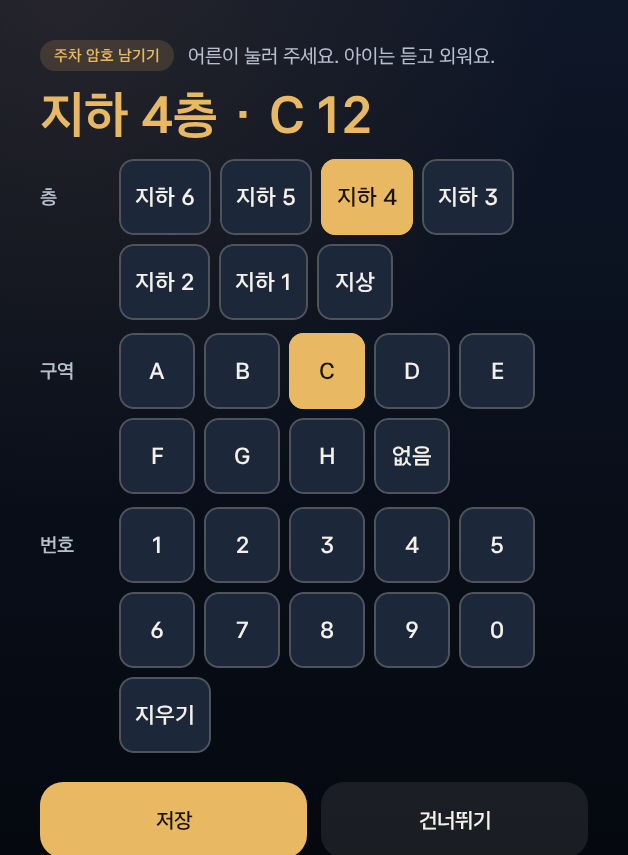 주차 암호 남기기 어른이 눌러 주세요. 아이는 듣고 외워요.
지하 4층 · C 12
층 지하 6 지하 5 지하 4 지하 3
지하 2 지하 1 지상
구역 A B C D E
F G H 없음
번호 1 2 3 4 5
6 7 8 9 0
지우기
저장 건너뛰기